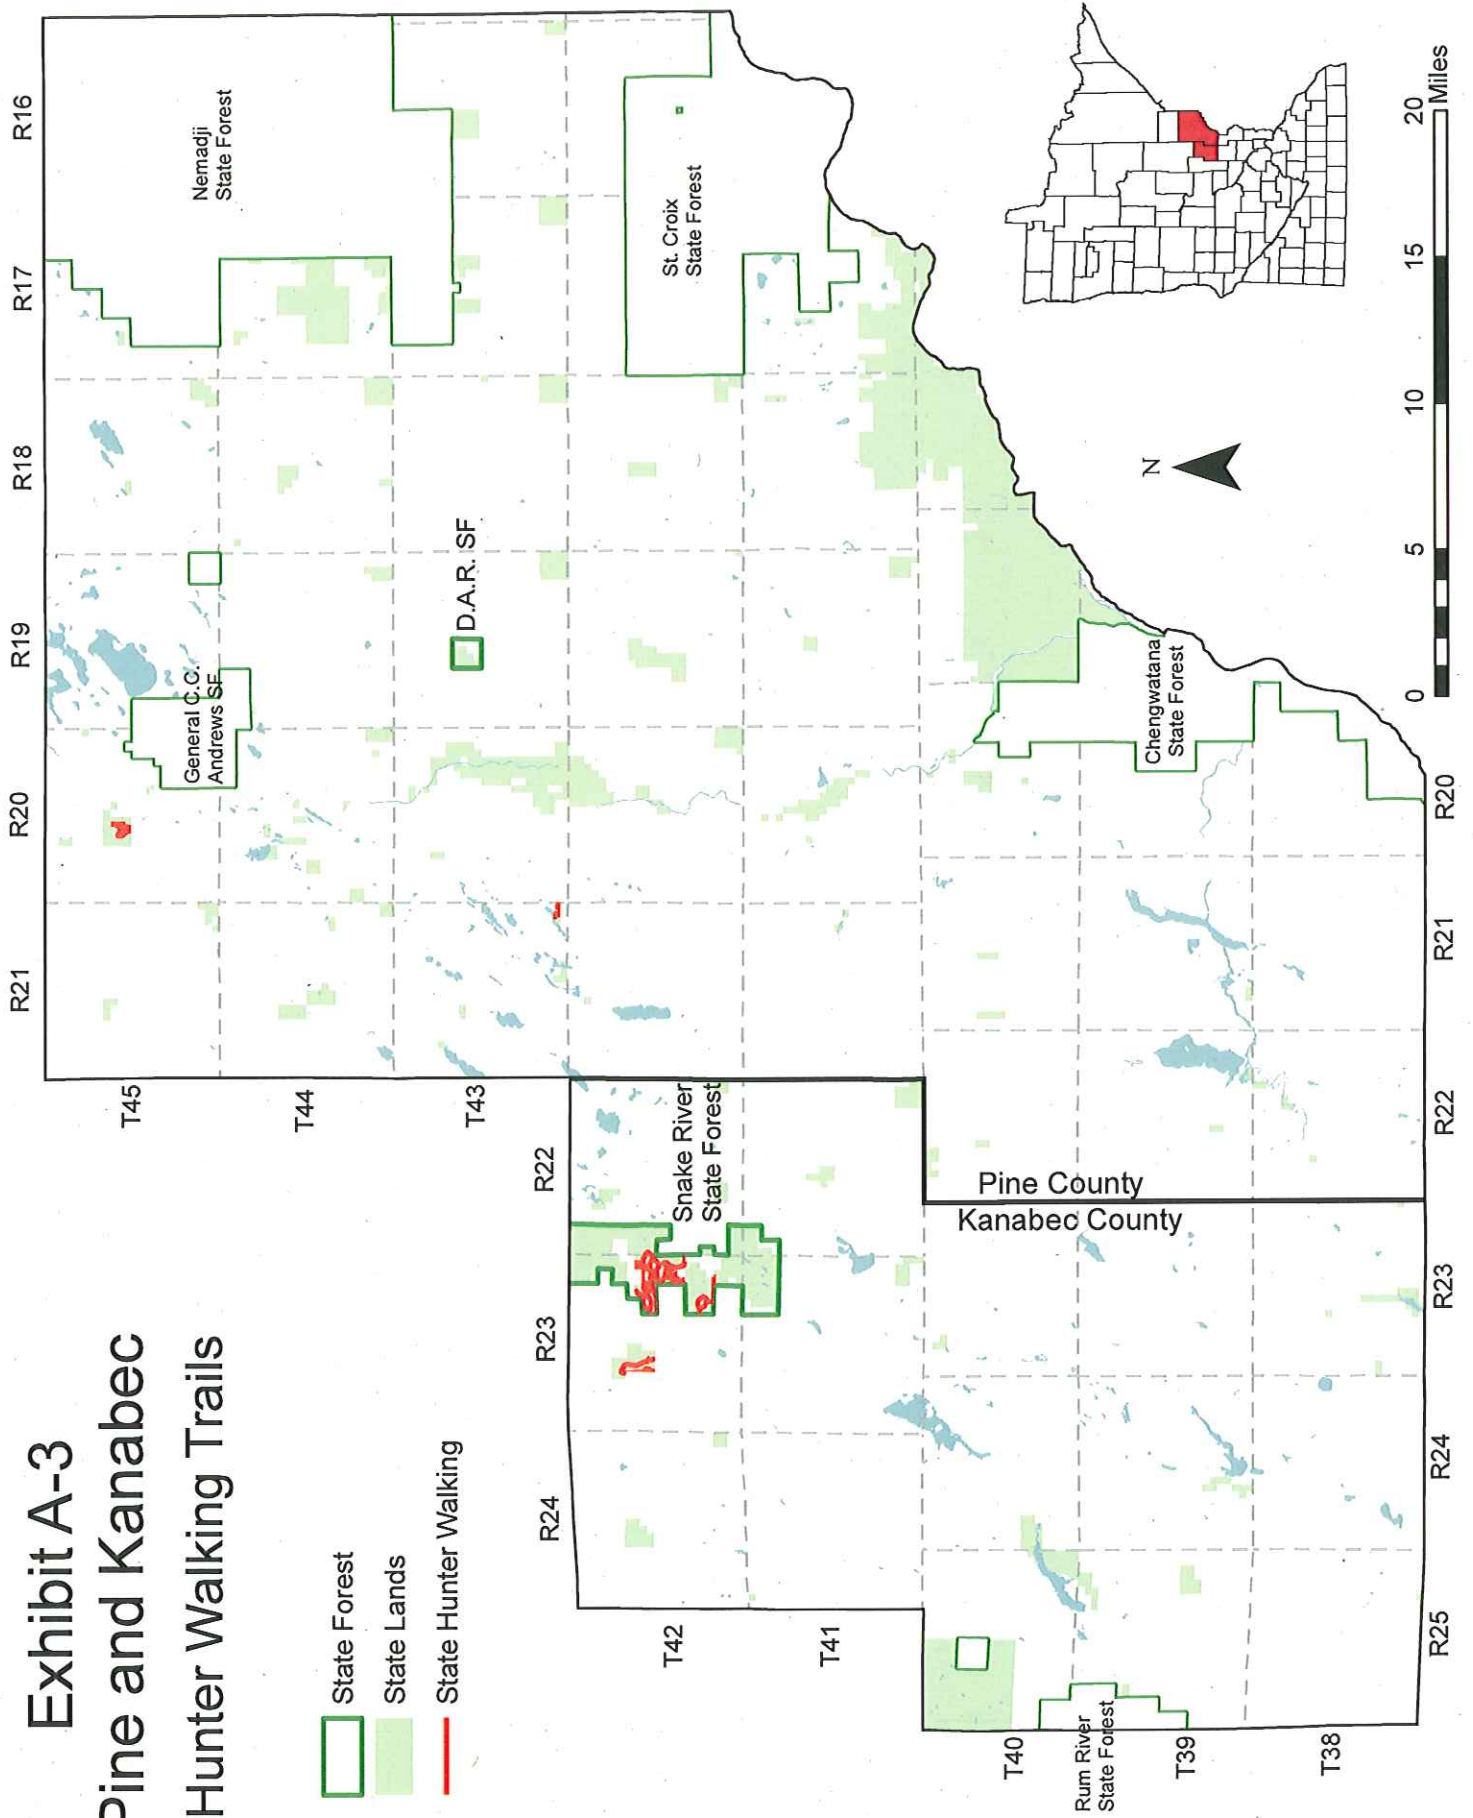 Exhibit A-3
Pine and Kanabec
Hunter Walking Trails
State Forest
State Lands
State Hunter Walking
R21
R20
R19
R18
R17
R16
T45
T44
T43
General C.C.
Andrews SF
Nemadji
State Forest
D.A.R. SF
St. Croix
State Forest
R24
R23
R22
Snake River
State Forest
T42
T41
Pine County
Kanabec County
Chengwatana
State Forest
N
T40
Rum River
State Forest
T39
T38
R25
R24
R23
R22
R21
R20
0
5
10
15
20
Miles